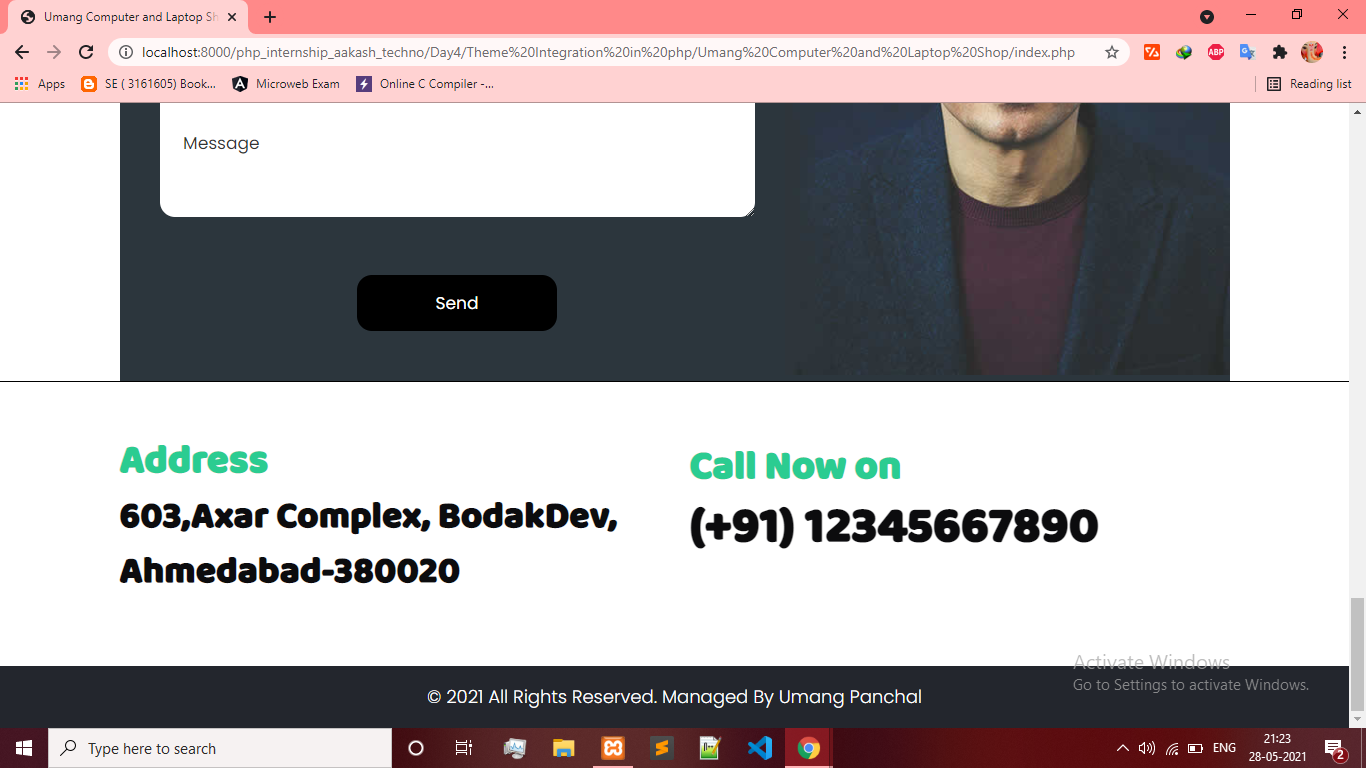 Umang Computer and Laptop Sh
localhost:8000/php_internship_aakash_techno/Day4/Theme%20Integration%20in%20php/Umang%20Computer%20and%20Laptop%20Shop/index.php
ABP
Apps
SE ( 3161605) Book...
Microweb Exam
Online C Compiler -...
Reading list
Message
Send
Address
603,Axar Complex, BodakDev,
Ahmedabad-380020
Call Now on
(+91) 12345667890
Activate Windows
Go to Settings to activate Windows.
© 2021 All Rights Reserved. Managed By Umang Panchal
Type here to search
ENG
21:23
28-05-2021
2